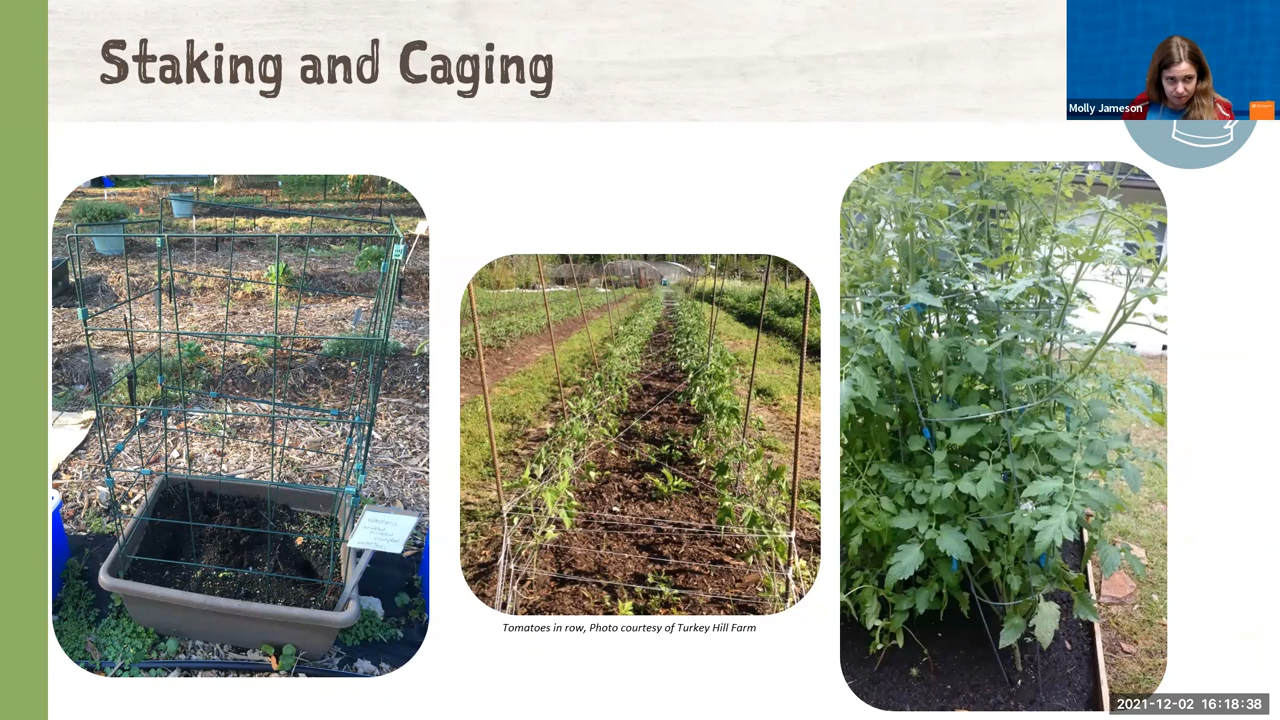 Staking and Caging
Molly Jameson
Tomatoes in row, Photo courtesy of Turkey Hill Farm
2021-12-02 16:18:38